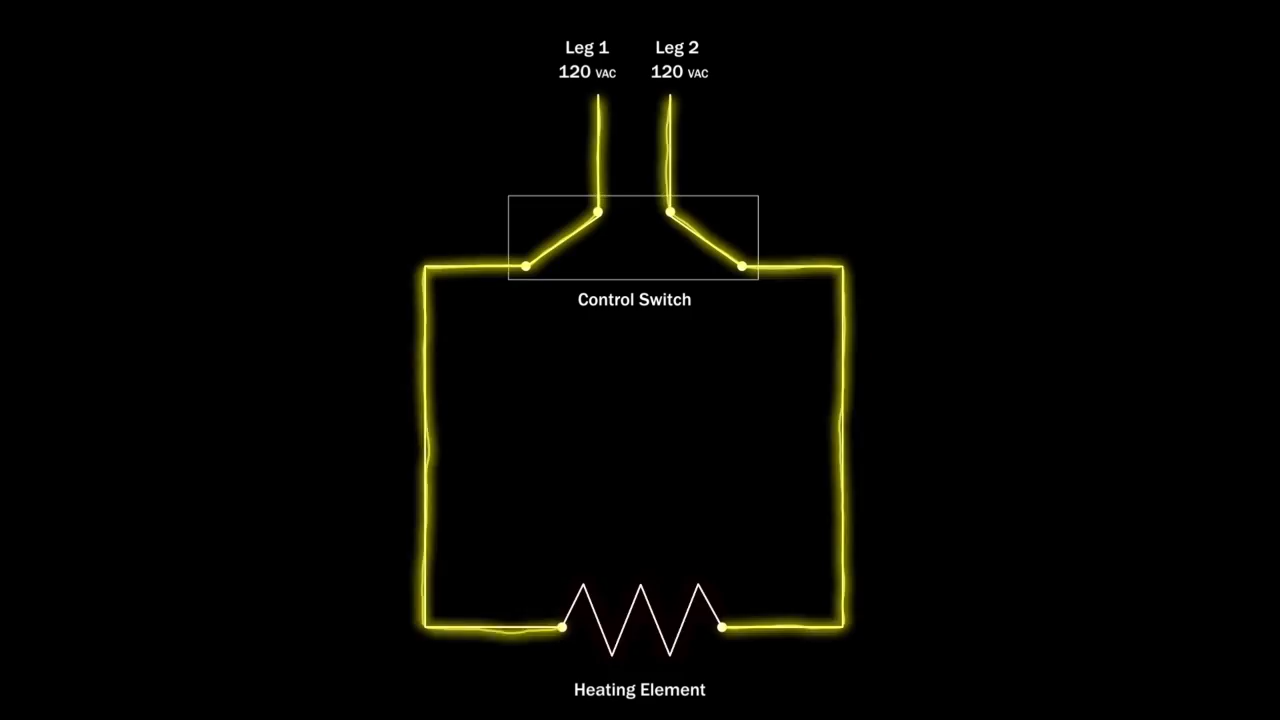 Leg 1
120 VAC
Leg 2
120 VAC
Control Switch
Heating Element